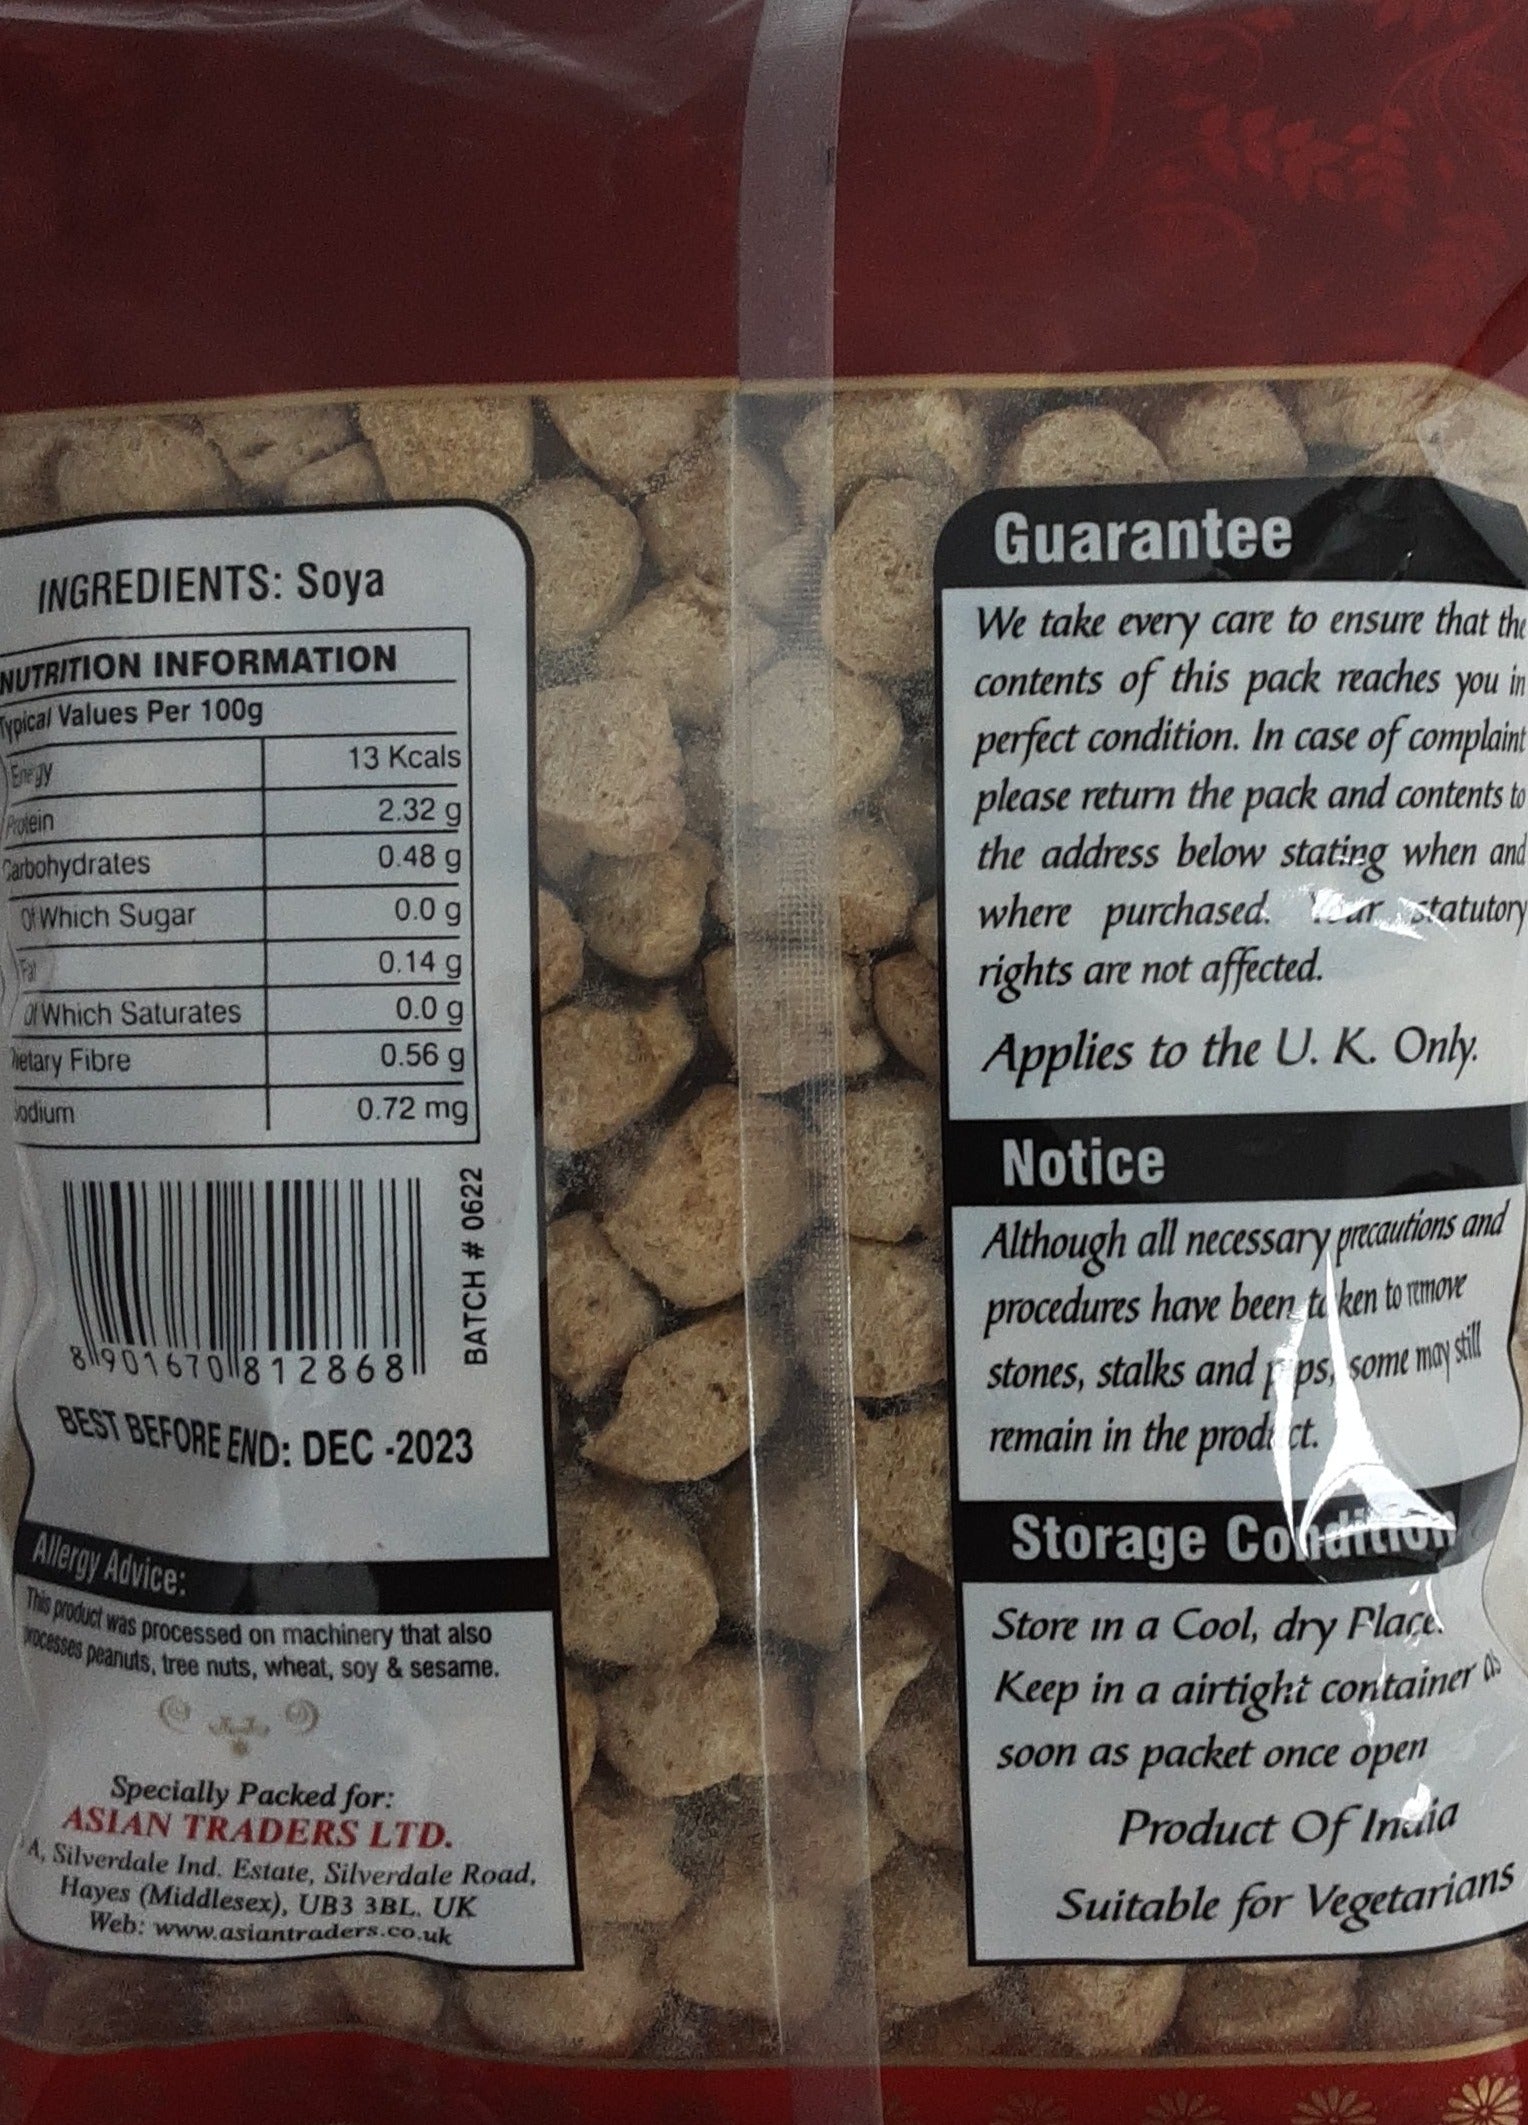 INGREDIENTS: Soya
NUTRITION INFORMATION
Typical Values Per 100g
Energy 13 Kcals
Protein 2.32 g
Carbohydrates 0.48 g
Of Which Sugar 0.0 g
Fat 0.14 g
Of Which Saturates 0.0 g
Dietary Fibre 0.56 g
Sodium 0.72 mg
8901670812868
BATCH # 0622
BEST BEFORE END: DEC -2023
Allergy Advice:
This product was processed on machinery that also
processes peanuts, tree nuts, wheat, soy & sesame.
Specially Packed for:
ASIAN TRADERS LTD.
A, Silverdale Ind. Estate, Silverdale Road,
Hayes (Middlesex), UB3 3BL. UK
Web: www.asiantraders.co.uk
Guarantee
We take every care to ensure that the
contents of this pack reaches you in
perfect condition. In case of complaint
please return the pack and contents to
the address below stating when and
where purchased. Your statutory
rights are not affected.
Applies to the U. K. Only.
Notice
Although all necessary precautions and
procedures have been taken to remove
stones, stalks and pips, some may still
remain in the product.
Storage Condition
Store in a Cool, dry Place.
Keep in a airtight container as
soon as packet once open
Product Of India
Suitable for Vegetarians